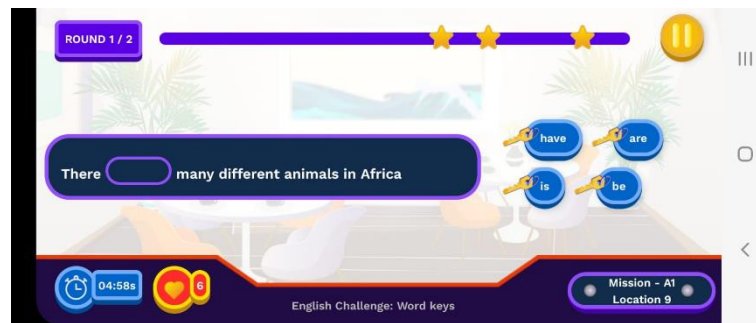 ROUND 1 / 2
There many different animals in Africa
have
are
is
be
04:58s
6
English Challenge: Word keys
Mission - A1
Location 9